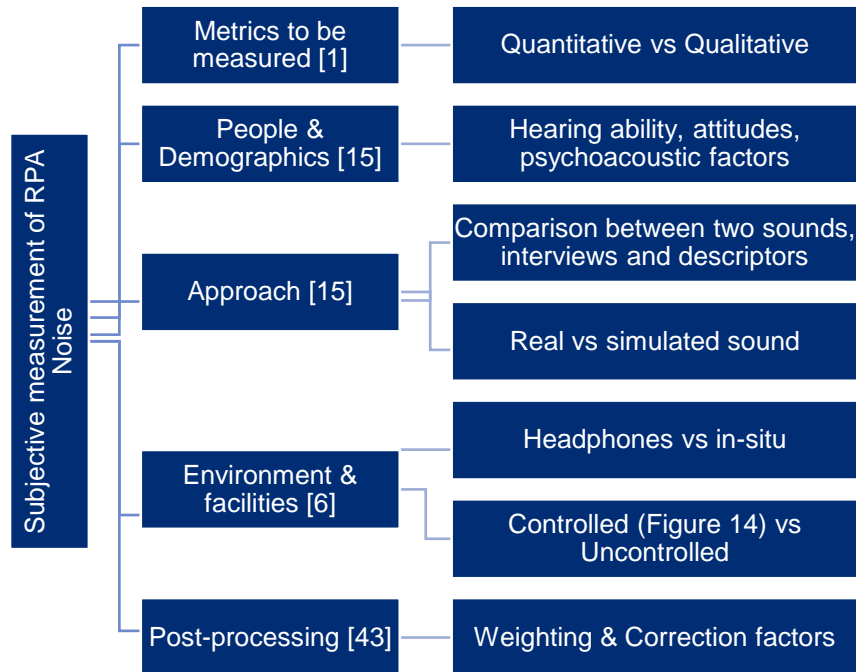 Subjective measurement of RPA
Noise
Metrics to be
measured [1]
Quantitative vs Qualitative
People &
Demographics [15]
Hearing ability, attitudes,
psychoacoustic factors
Approach [15]
Comparison between two sounds,
interviews and descriptors
Real vs simulated sound
Environment &
facilities [6]
Headphones vs in-situ
Controlled (Figure 14) vs
Uncontrolled
Post-processing [43]
Weighting & Correction factors